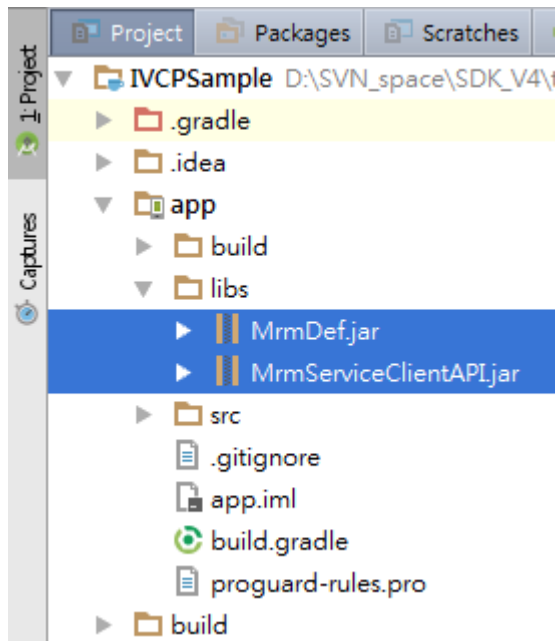 Project Packages Scratches
1: Project
Captures
IVCPSample D:\SVN_space\SDK_V4\
.gradle
.idea
app
build
libs
MrmDef.jar
MrmServiceClientAPI.jar
src
.gitignore
app.iml
build.gradle
proguard-rules.pro
build